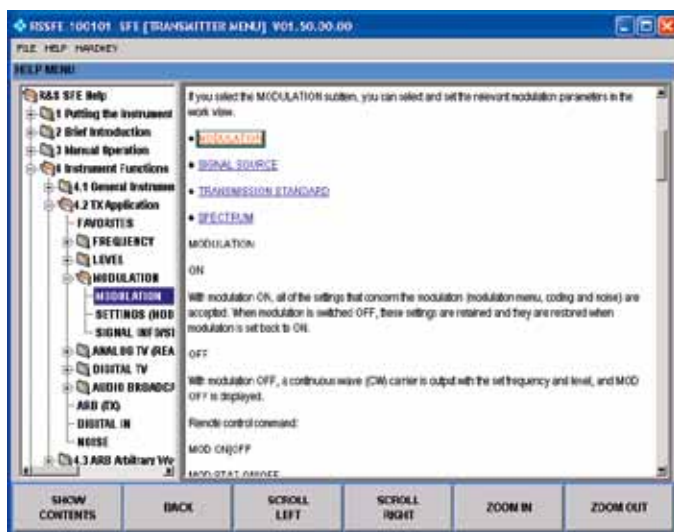 RSSFE 100101 SFE [TRANSMITTER MENU] V01.50.00.00
FILE HELP HARDKEY
HELP MENU
R&S SFE Help
1 Putting the Instrument
2 Brief Introduction
3 Manual Operation
Instrument Functions
4.1 General Instrumen
4.2 TX Application
FAVORITES
FREQUENCY
LEVEL
MODULATION
MODULATION
SETTINGS (MOD
SIGNAL INFO/ST
ANALOG TV (REA
DIGITAL TV
AUDIO BROADCA
ARB (TX)
DIGITAL IN
NOISE
4.3 ARB Arbitrary Wa
If you select the MODULATION subitem, you can select and set the relevant modulation parameters in the
work view.
• MODULATION
• SIGNAL SOURCE
• TRANSMISSION STANDARD
• SPECTRUM
MODULATION
ON
With modulation ON, all of the settings that concern the modulation (modulation menu, coding and noise) are
accepted. When modulation is switched OFF, these settings are retained and they are restored when
modulation is set back to ON.
OFF
With modulation OFF, a continuous wave (CW) carrier is output with the set frequency and level, and MOD
OFF is displayed.
Remote control command:
MOD ON|OFF
MOD:STAT ON|OFF
SHOW CONTENTS
BACK
SCROLL LEFT
SCROLL RIGHT
ZOOM IN
ZOOM OUT